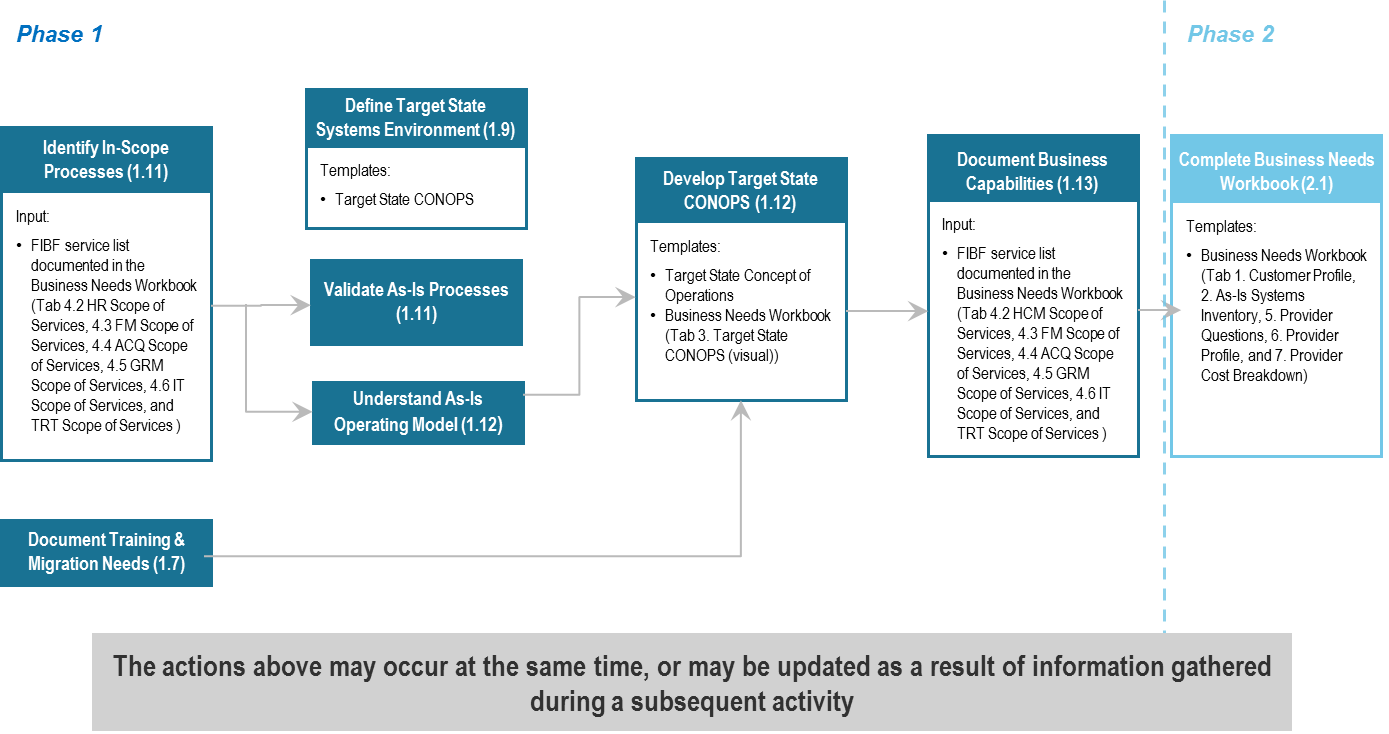 Phase 1
Phase 2
Identify In-Scope
Processes (1.11)
Input:
• FIBF service list
documented in the
Business Needs Workbook
(Tab 4.2 HR Scope of
Services, 4.3 FM Scope of
Services, 4.4 ACQ Scope
of Services, 4.5 GRM
Scope of Services, 4.6 IT
Scope of Services, and
TRT Scope of Services )
Document Training &
Migration Needs (1.7)
Define Target State
Systems Environment (1.9)
Templates:
• Target State CONOPS
Validate As-Is Processes
(1.11)
Understand As-Is
Operating Model (1.12)
Develop Target State
CONOPS (1.12)
Templates:
• Target State Concept of
Operations
• Business Needs Workbook
(Tab 3. Target State
CONOPS (visual))
Document Business
Capabilities (1.13)
Input:
• FIBF service list
documented in the
Business Needs Workbook
(Tab 4.2 HCM Scope of
Services, 4.3 FM Scope of
Services, 4.4 ACQ Scope
of Services, 4.5 GRM
Scope of Services, 4.6 IT
Scope of Services, and
TRT Scope of Services )
Complete Business Needs
Workbook (2.1)
Templates:
• Business Needs Workbook
(Tab 1. Customer Profile,
2. As-Is Systems
Inventory, 5. Provider
Questions, 6. Provider
Profile, and 7. Provider
Cost Breakdown)
The actions above may occur at the same time, or may be updated as a result of information gathered
during a subsequent activity